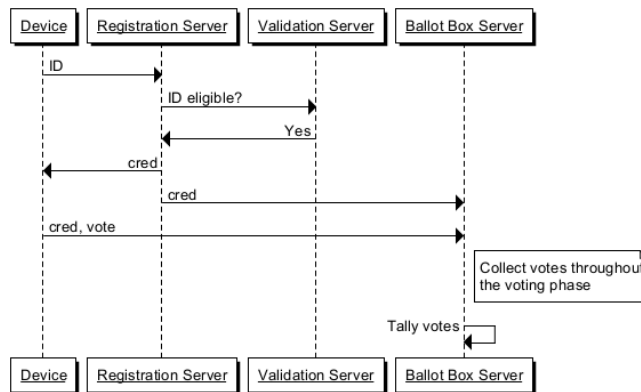 Device
Registration Server
Validation Server
Ballot Box Server
ID
ID eligible?
Yes
cred
cred
cred, vote
Collect votes throughout
the voting phase
Tally votes
Device
Registration Server
Validation Server
Ballot Box Server